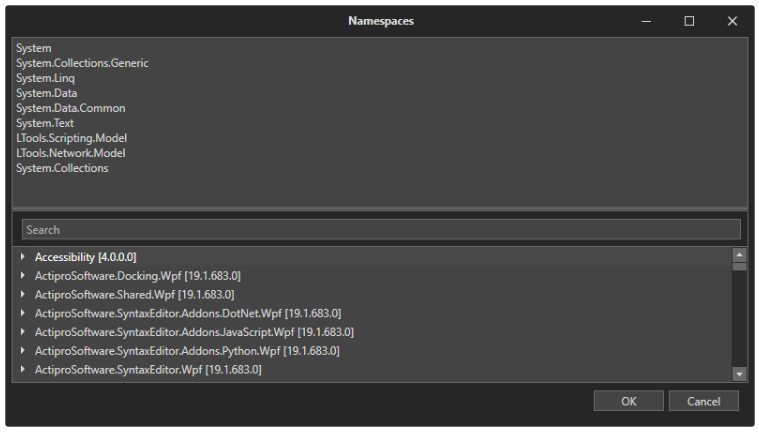 Namespaces
System
System.Collections.Generic
System.Linq
System.Data
System.Data.Common
System.Text
LTools.Scripting.Model
LTools.Network.Model
System.Collections
Search
Accessibility [4.0.0.0]
ActiproSoftware.Docking.Wpf [19.1.683.0]
ActiproSoftware.Shared.Wpf [19.1.683.0]
ActiproSoftware.SyntaxEditor.Addons.DotNet.Wpf [19.1.683.0]
ActiproSoftware.SyntaxEditor.Addons.JavaScript.Wpf [19.1.683.0]
ActiproSoftware.SyntaxEditor.Addons.Python.Wpf [19.1.683.0]
ActiproSoftware.SyntaxEditor.Wpf [19.1.683.0]
OK Cancel